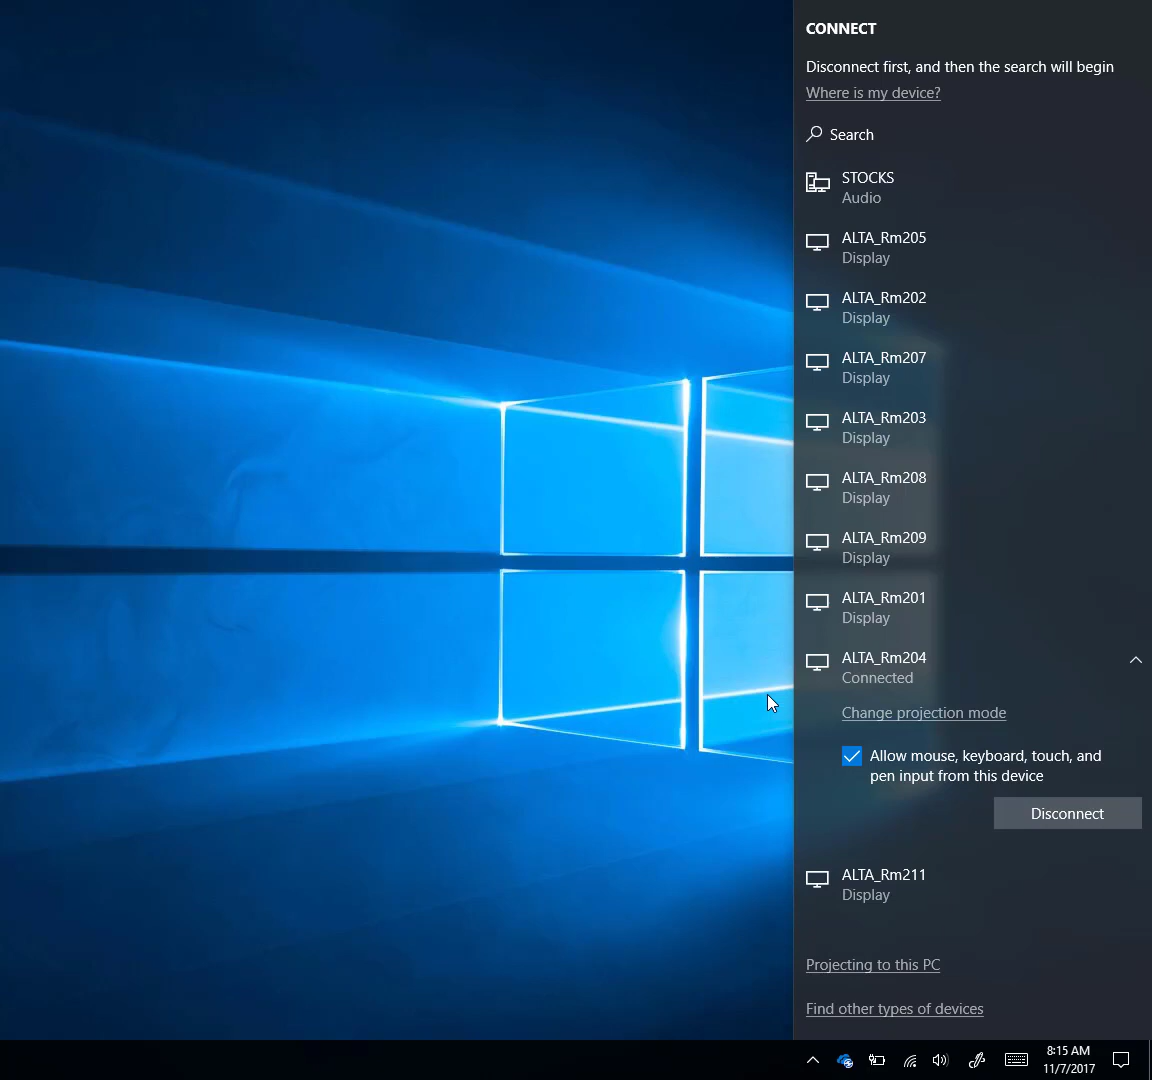 CONNECT
Disconnect first, and then the search will begin
Where is my device?
Search
STOCKS
Audio
ALTA_Rm205
Display
ALTA_Rm202
Display
ALTA_Rm207
Display
ALTA_Rm203
Display
ALTA_Rm208
Display
ALTA_Rm209
Display
ALTA_Rm201
Display
ALTA_Rm204
Connected
Change projection mode
Allow mouse, keyboard, touch, and
pen input from this device
Disconnect
ALTA_Rm211
Display
Projecting to this PC
Find other types of devices
8:15 AM
11/7/2017